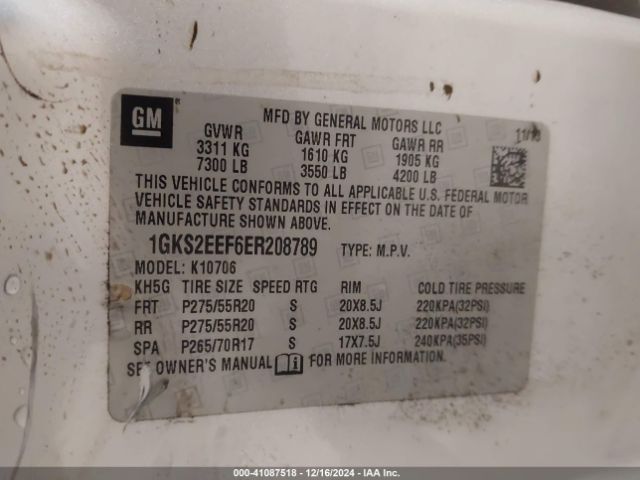 GM ®
MFD BY GENERAL MOTORS LLC
GVWR GAWR FRT GAWR RR
3311 KG 1610 KG 1905 KG
7300 LB 3550 LB 4200 LB
THIS VEHICLE CONFORMS TO ALL APPLICABLE U.S. FEDERAL MOTOR
VEHICLE SAFETY STANDARDS IN EFFECT ON THE DATE OF
MANUFACTURE SHOWN ABOVE.
1GKS2EEF6ER208789 TYPE: M.P.V.
MODEL: K10706
KH5G TIRE SIZE SPEED RTG RIM COLD TIRE PRESSURE
FRT P275/55R20 S 20X8.5J 220KPA(32PSI)
RR P275/55R20 S 20X8.5J 220KPA(32PSI)
SPA P265/70R17 S 17X7.5J 240KPA(35PSI)
SEE OWNER'S MANUAL FOR MORE INFORMATION.
000-41087518 - 12/16/2024 - IAA Inc.